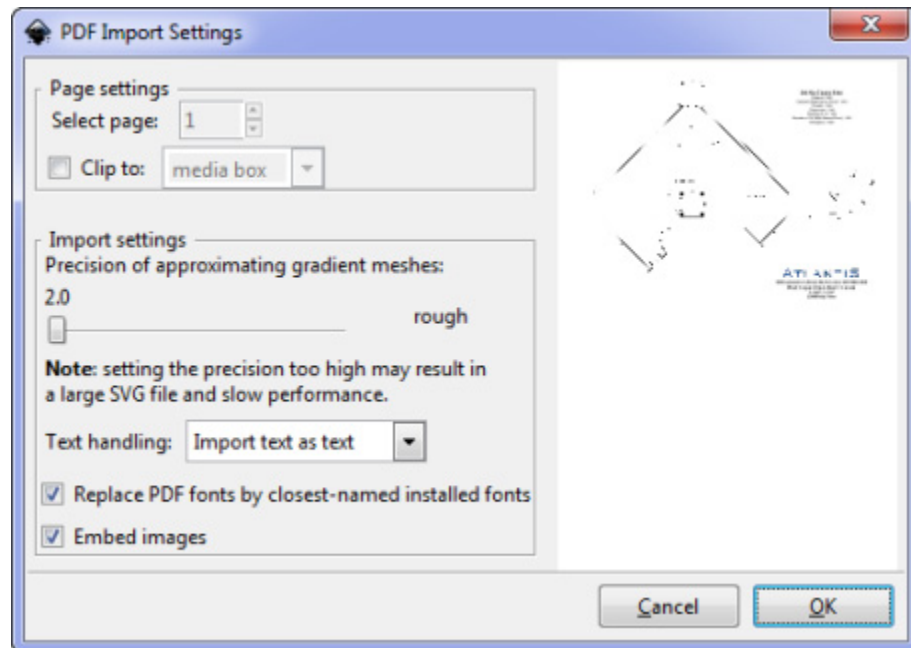 PDF Import Settings
Page settings
Select page: 1
Clip to: media box
Import settings
Precision of approximating gradient meshes:
2.0
rough
Note: setting the precision too high may result in
a large SVG file and slow performance.
Text handling: Import text as text
Replace PDF fonts by closest-named installed fonts
Embed images
ATLANTIS
Cancel OK